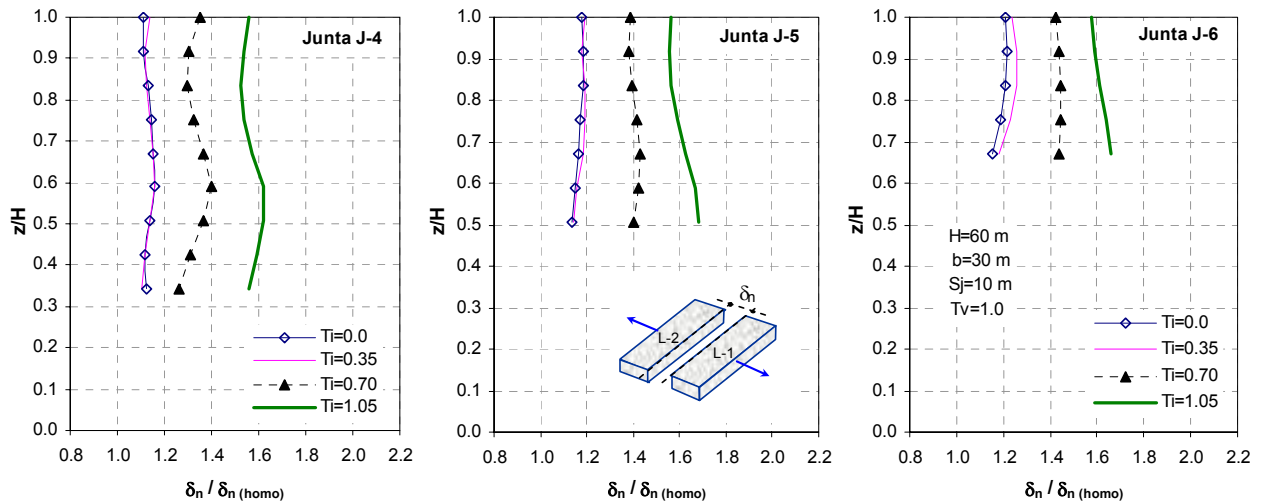 Junta J-4
z/H
1.0
0.9
0.8
0.7
0.6
0.5
0.4
0.3
0.2
0.1
0.0
0.8 1.0 1.2 1.4 1.6 1.8 2.0 2.2
Ti=0.0
Ti=0.35
Ti=0.70
Ti=1.05
δn / δn (homo)
Junta J-5
z/H
1.0
0.9
0.8
0.7
0.6
0.5
0.4
0.3
0.2
0.1
0.0
0.8 1.0 1.2 1.4 1.6 1.8 2.0 2.2
δn
L-2
L-1
δn / δn (homo)
Junta J-6
z/H
1.0
0.9
0.8
0.7
0.6
0.5
0.4
0.3
0.2
0.1
0.0
0.8 1.0 1.2 1.4 1.6 1.8 2.0 2.2
H=60 m
b=30 m
Sj=10 m
Tv=1.0
Ti=0.0
Ti=0.35
Ti=0.70
Ti=1.05
δn / δn (homo)